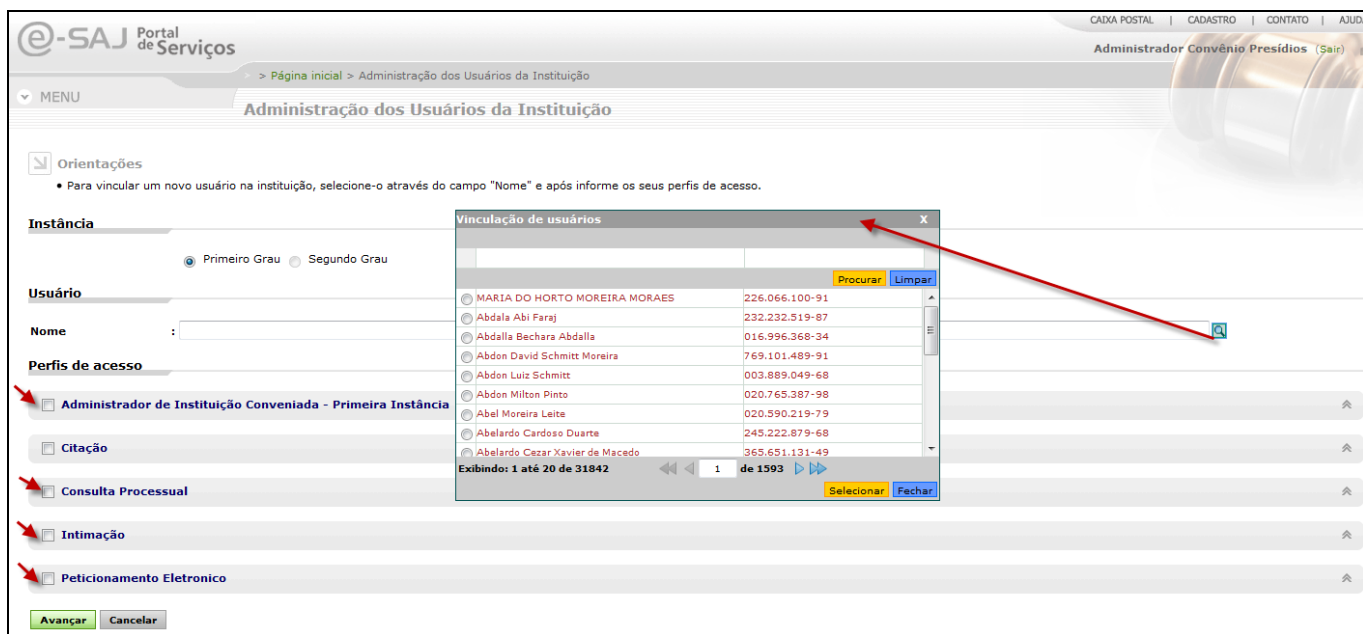 CAIXA POSTAL | CADASTRO | CONTATO | AJUDA
e-SAJ Portal de Serviços
Administrador Convênio Presídios (Sair)
> Página inicial > Administração dos Usuários da Instituição
MENU
Administração dos Usuários da Instituição
Orientações
• Para vincular um novo usuário na instituição, selecione-o através do campo "Nome" e após informe os seus perfis de acesso.
Instância
Primeiro Grau Segundo Grau
Usuário
Nome :
Perfis de acesso
Administrador de Instituição Conveniada - Primeira Instância
Citação
Consulta Processual
Intimação
Peticionamento Eletronico
Avançar Cancelar
Vinculação de usuários X
Procurar Limpar
MARIA DO HORTO MOREIRA MORAES 226.066.100-91
Abdala Abi Faraj 232.232.519-87
Abdalla Bechara Abdalla 016.996.368-34
Abdon David Schmitt Moreira 769.101.489-91
Abdon Luiz Schmitt 003.889.049-68
Abdon Milton Pinto 020.765.387-98
Abel Moreira Leite 020.590.219-79
Abelardo Cardoso Duarte 245.222.879-68
Abelardo Cezar Xavier de Macedo 365.651.131-49
Exibindo: 1 até 20 de 31842 1 de 1593
Selecionar Fechar